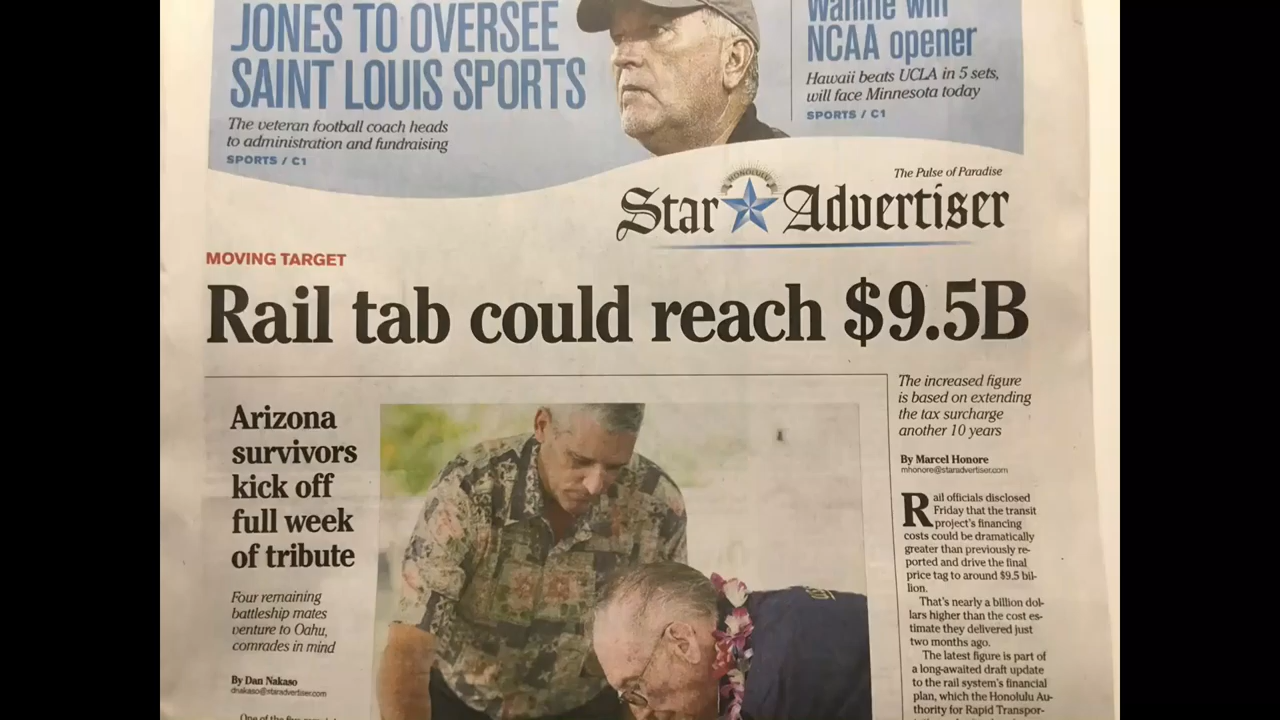 JONES TO OVERSEE
SAINT LOUIS SPORTS
The veteran football coach heads
to administration and fundraising
SPORTS / C1
Wahine win
NCAA opener
Hawaii beats UCLA in 5 sets,
will face Minnesota today
SPORTS / C1
The Pulse of Paradise
HONOLULU
Star Advertiser
MOVING TARGET
Rail tab could reach $9.5B
Arizona
survivors
kick off
full week
of tribute
Four remaining
battleship mates
venture to Oahu,
comrades in mind
By Dan Nakaso
dnakaso@staradvertiser.com
The increased figure
is based on extending
the tax surcharge
another 10 years
By Marcel Honore
mhonore@staradvertiser.com
Rail officials disclosed
Friday that the transit
project's financing
costs could be dramatically
greater than previously re-
ported and drive the final
price tag to around $9.5 bil-
lion.
That's nearly a billion dol-
lars higher than the cost es-
timate they delivered just
two months ago.
The latest figure is part of
a long-awaited draft update
to the rail system's financial
plan, which the Honolulu Au-
thority for Rapid Transpor-